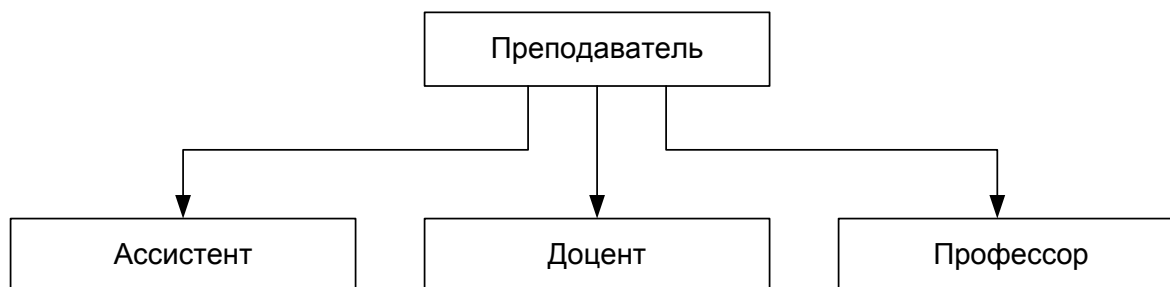 Преподаватель
Ассистент
Доцент
Профессор